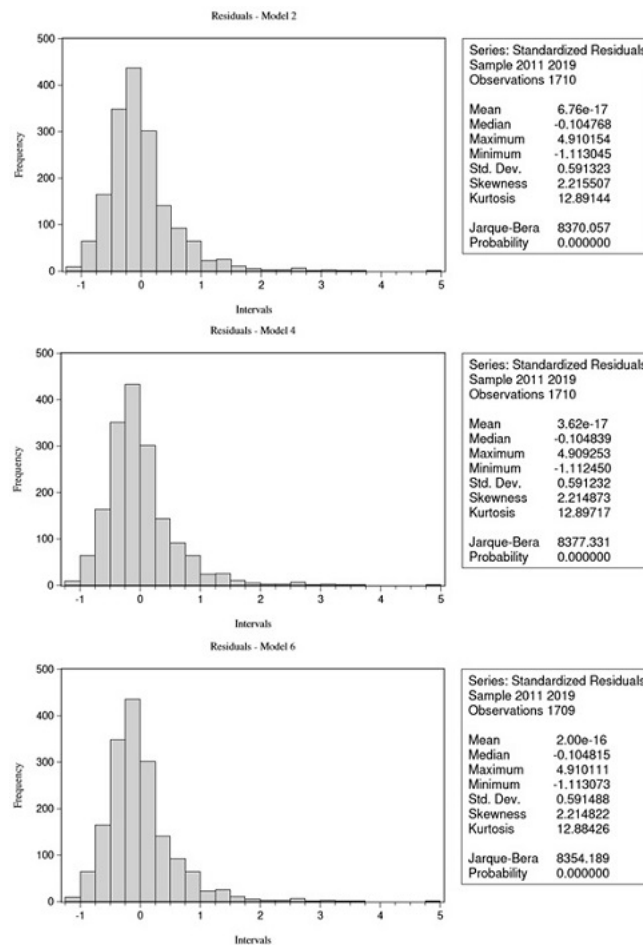 Residuals - Model 2
500
400
300
200
100
0
Frequency
-1 0 1 2 3 4 5
Intervals
Series: Standardized Residuals
Sample 2011 2019
Observations 1710
Mean 6.76e-17
Median -0.104768
Maximum 4.910154
Minimum -1.113045
Std. Dev. 0.591323
Skewness 2.215507
Kurtosis 12.89144
Jarque-Bera 8370.057
Probability 0.000000
Residuals - Model 4
500
400
300
200
100
0
Frequency
-1 0 1 2 3 4 5
Intervals
Series: Standardized Residuals
Sample 2011 2019
Observations 1710
Mean 3.62e-17
Median -0.104839
Maximum 4.909253
Minimum -1.112450
Std. Dev. 0.591232
Skewness 2.214873
Kurtosis 12.89717
Jarque-Bera 8377.331
Probability 0.000000
Residuals - Model 6
500
400
300
200
100
0
Frequency
-1 0 1 2 3 4 5
Intervals
Series: Standardized Residuals
Sample 2011 2019
Observations 1709
Mean 2.00e-16
Median -0.104815
Maximum 4.910111
Minimum -1.113073
Std. Dev. 0.591488
Skewness 2.214822
Kurtosis 12.88426
Jarque-Bera 8354.189
Probability 0.000000